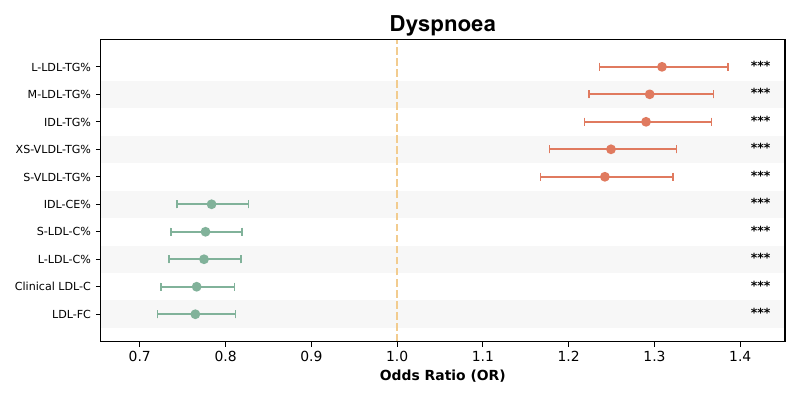 Dyspnoea
L-LDL-TG% ***
M-LDL-TG% ***
IDL-TG% ***
XS-VLDL-TG% ***
S-VLDL-TG% ***
IDL-CE% ***
S-LDL-C% ***
L-LDL-C% ***
Clinical LDL-C ***
LDL-FC ***
0.7 0.8 0.9 1.0 1.1 1.2 1.3 1.4
Odds Ratio (OR)